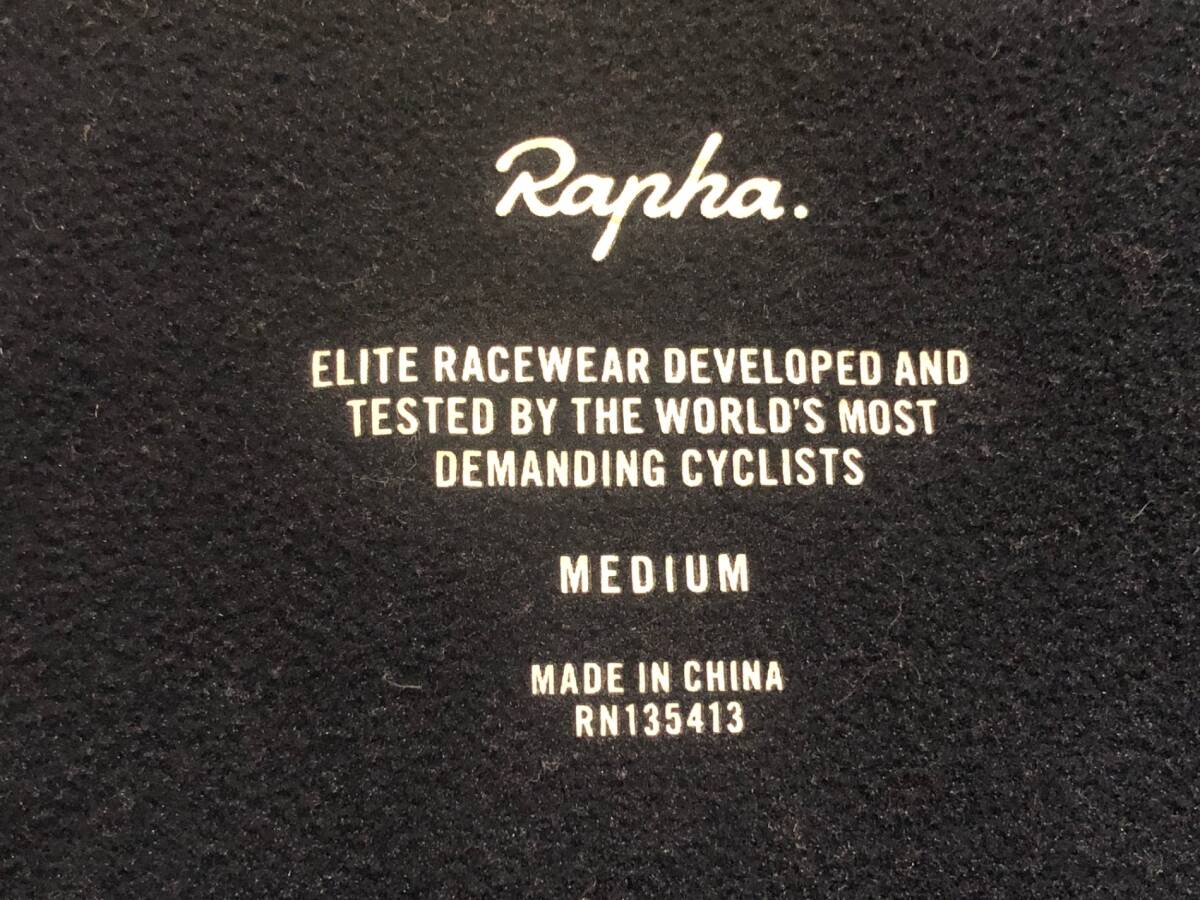 Rapha.
ELITE RACEWEAR DEVELOPED AND
TESTED BY THE WORLD'S MOST
DEMANDING CYCLISTS
MEDIUM
MADE IN CHINA
RN135413